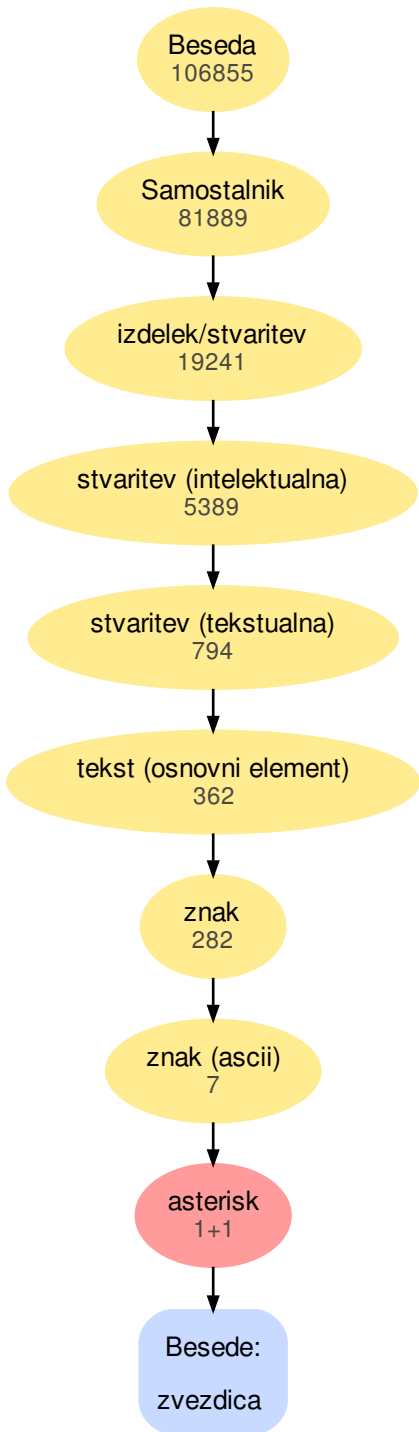 Beseda
106855
Samostalnik
81889
izdelek/stvaritev
19241
stvaritev (intelektualna)
5389
stvaritev (tekstualna)
794
tekst (osnovni element)
362
znak
282
znak (ascii)
7
asterisk
1+1
Besede:
zvezdica